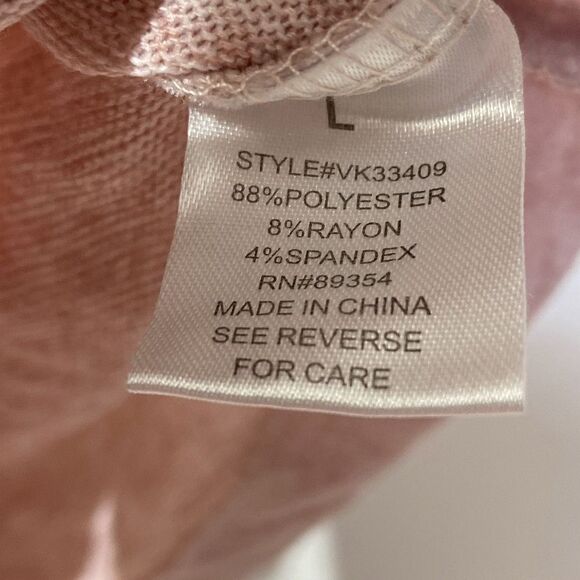 L
STYLE#VK33409
88%POLYESTER
8%RAYON
4%SPANDEX
RN#89354
MADE IN CHINA
SEE REVERSE
FOR CARE